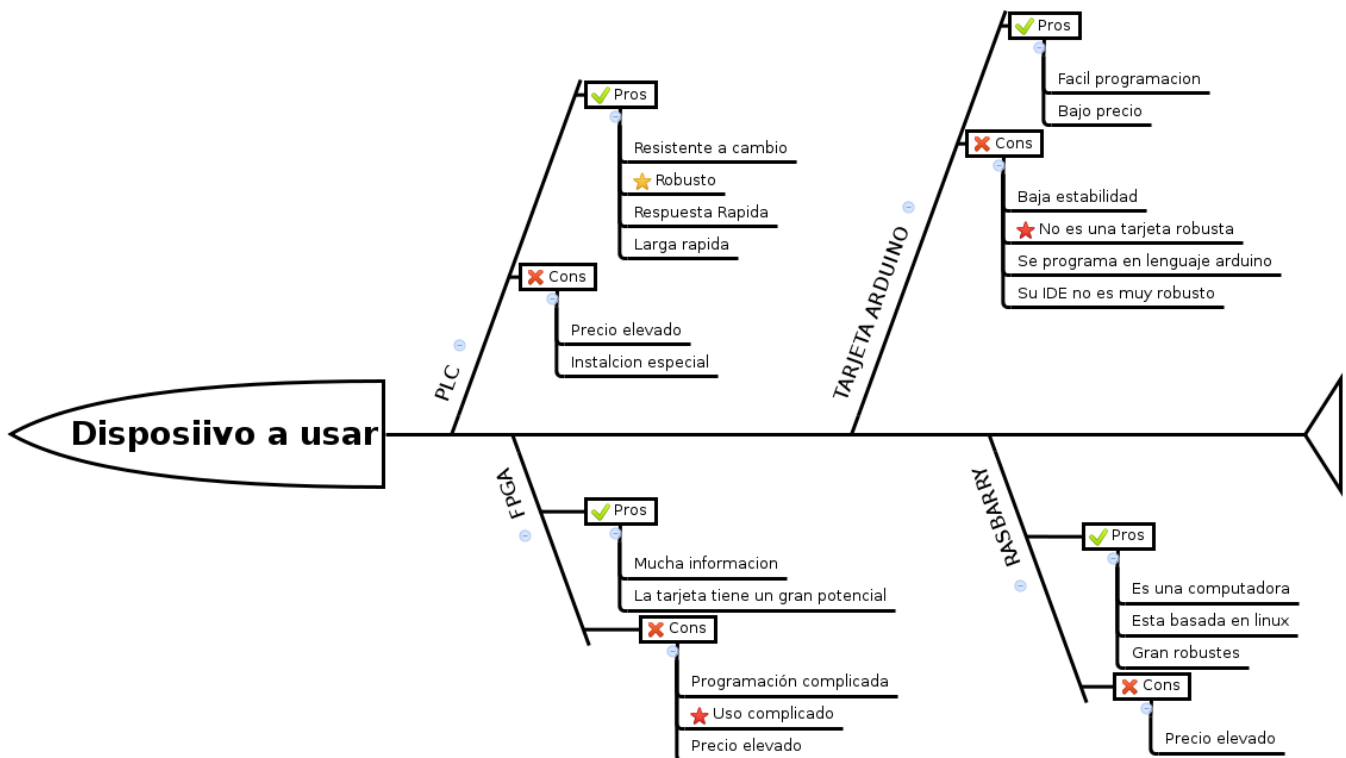 Disposiivo a usar
PLC
Pros
Resistente a cambio
Robusto
Respuesta Rapida
Larga rapida
Cons
Precio elevado
Instalcion especial
TARJETA ARDUINO
Pros
Facil programacion
Bajo precio
Cons
Baja estabilidad
No es una tarjeta robusta
Se programa en lenguaje arduino
Su IDE no es muy robusto
FPGA
Pros
Mucha informacion
La tarjeta tiene un gran potencial
Cons
Programación complicada
Uso complicado
Precio elevado
RASBARRY
Pros
Es una computadora
Esta basada en linux
Gran robustes
Cons
Precio elevado